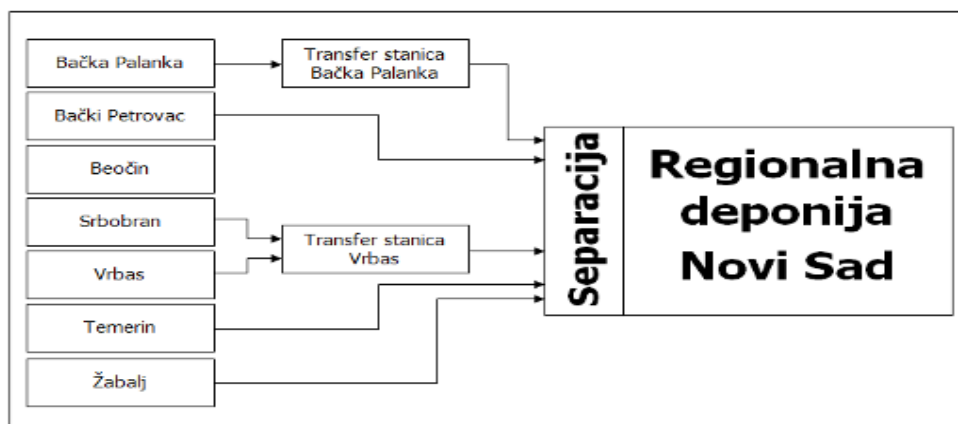 Bačka Palanka
Transfer stanica
Bačka Palanka
Bački Petrovac
Beočin
Srbobran
Transfer stanica
Vrbas
Vrbas
Temerin
Žabalj
Separacija
Regionalna
deponija
Novi Sad